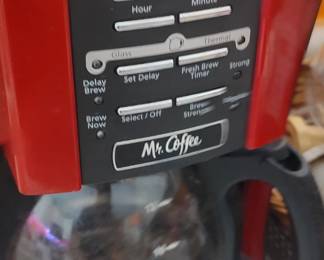 Hour Minute
Glass Thermal
Set Delay Fresh Brew Timer Strong
Delay Brew
Brew Now Select / Off Brew Strength
Mr. Coffee